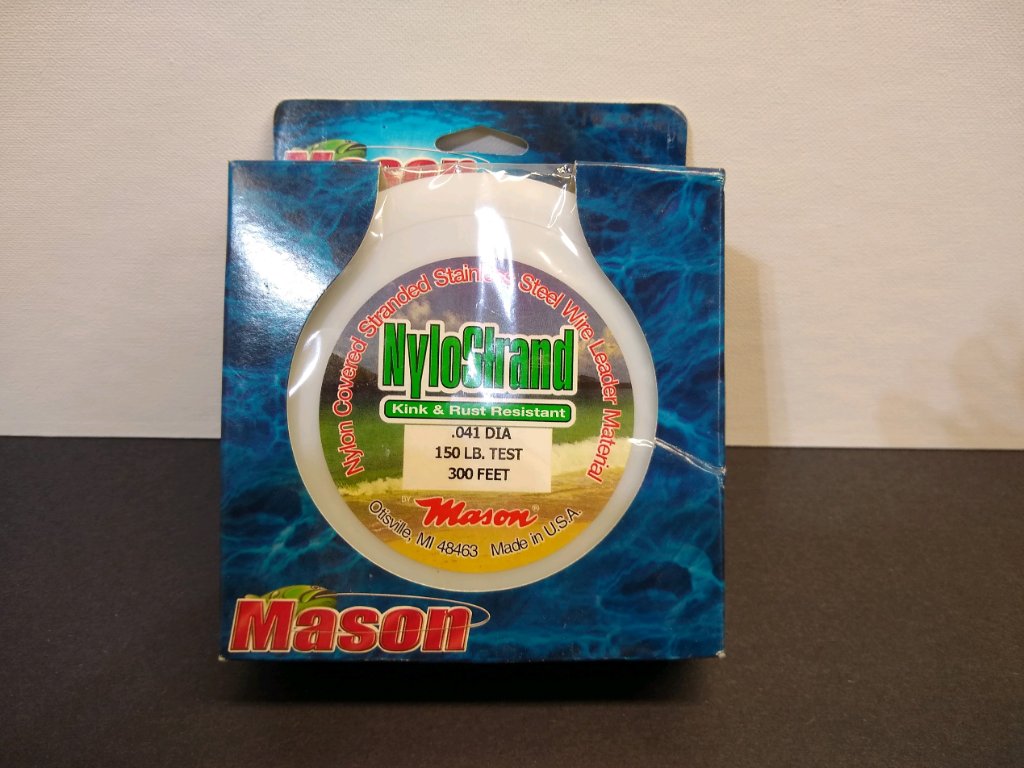 Mason
Nylon Covered Stranded Stainless Steel Wire Leader Material
NyloStrand
Kink & Rust Resistant
.041 DIA
150 LB. TEST
300 FEET
BY Mason®
Otisville, MI 48463 Made in U.S.A.
Mason